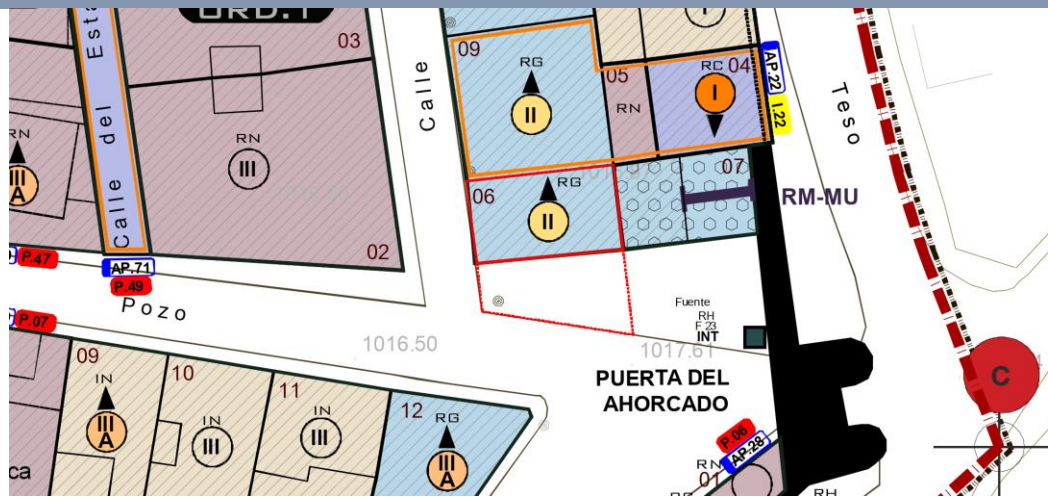 ORD.1
03
Calle del Esta
RN
III
02
RN
III
A
Calle
09
RG
II
05
RN
I
RC
04
I
AP.22
I.22
Teso
06
RG
II
07
RM-MU
P.47
AP.71
P.49
Pozo
P.07
1016.50
Fuente
RH
F 23
INT
1017.61
PUERTA DEL
AHORCADO
C
09
IN
III
A
10
IN
III
11
IN
III
12
RG
III
A
ca
P.06
AP.28
RN
01
RH